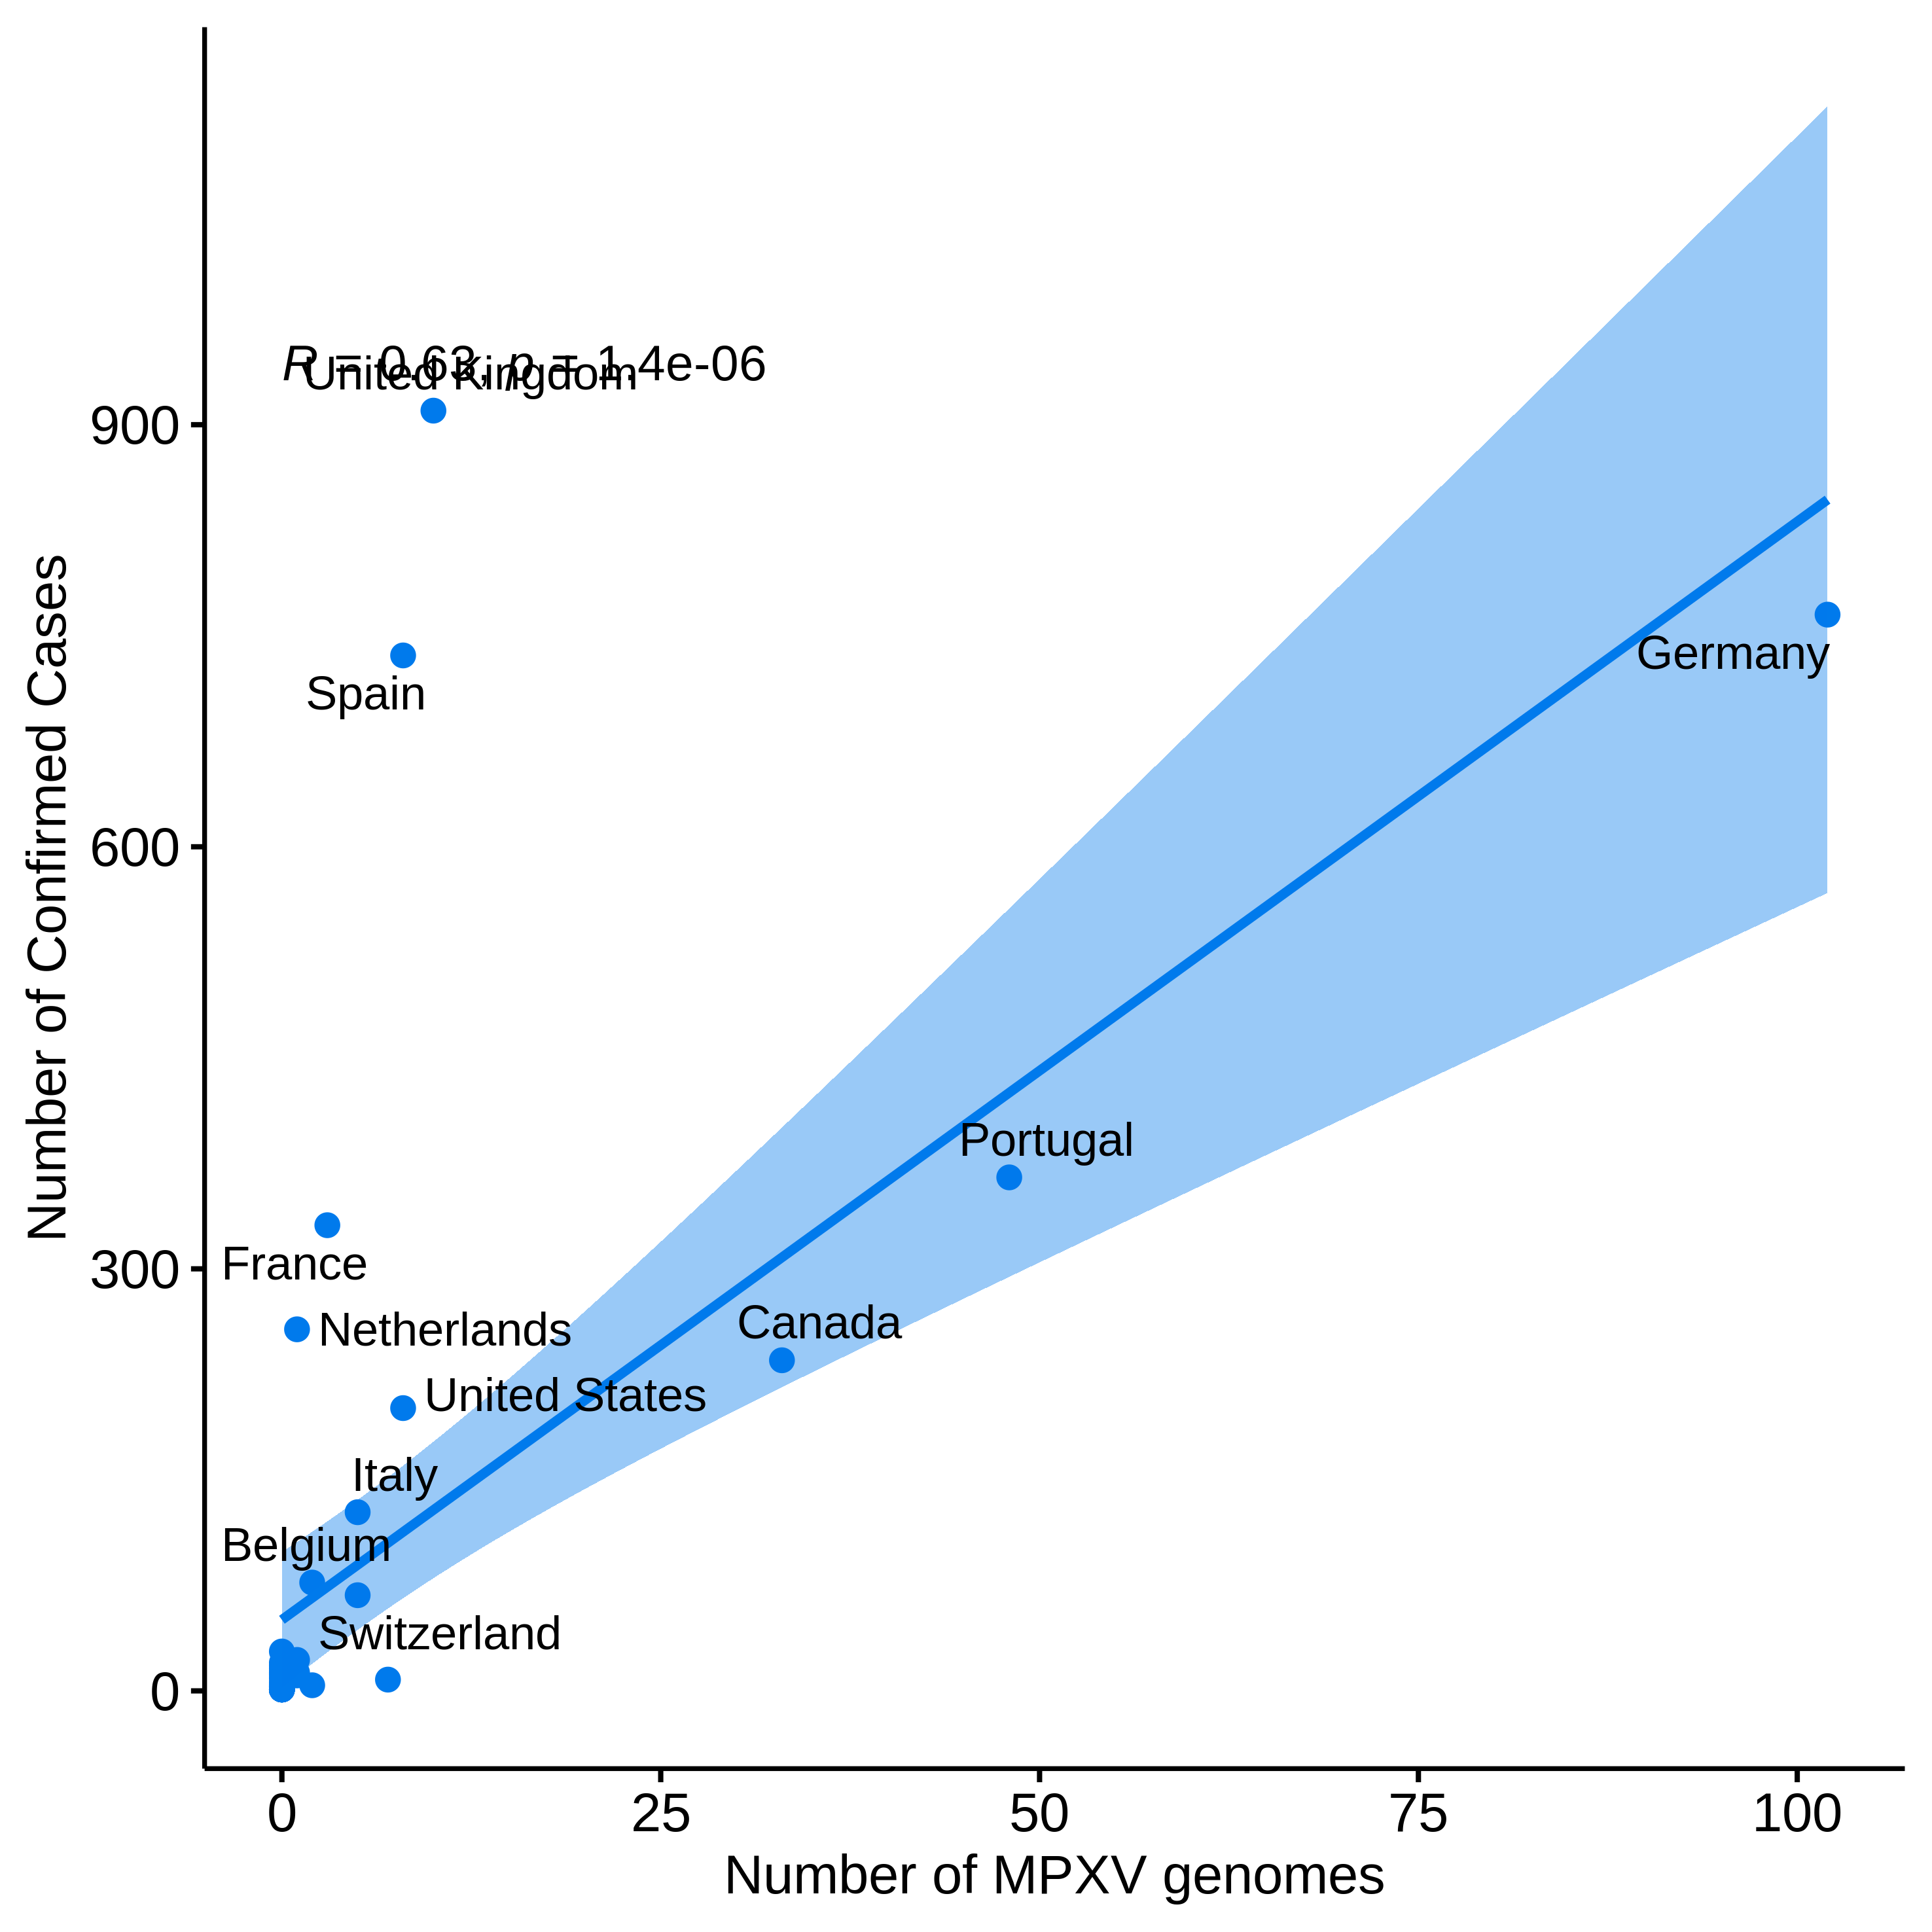 R = 0.63, p = 1.4e-06
United Kingdom
900
Spain
Germany
600
Number of Confirmed Cases
Portugal
France
300
Netherlands
Canada
United States
Italy
Belgium
Switzerland
0
0 25 50 75 100
Number of MPXV genomes